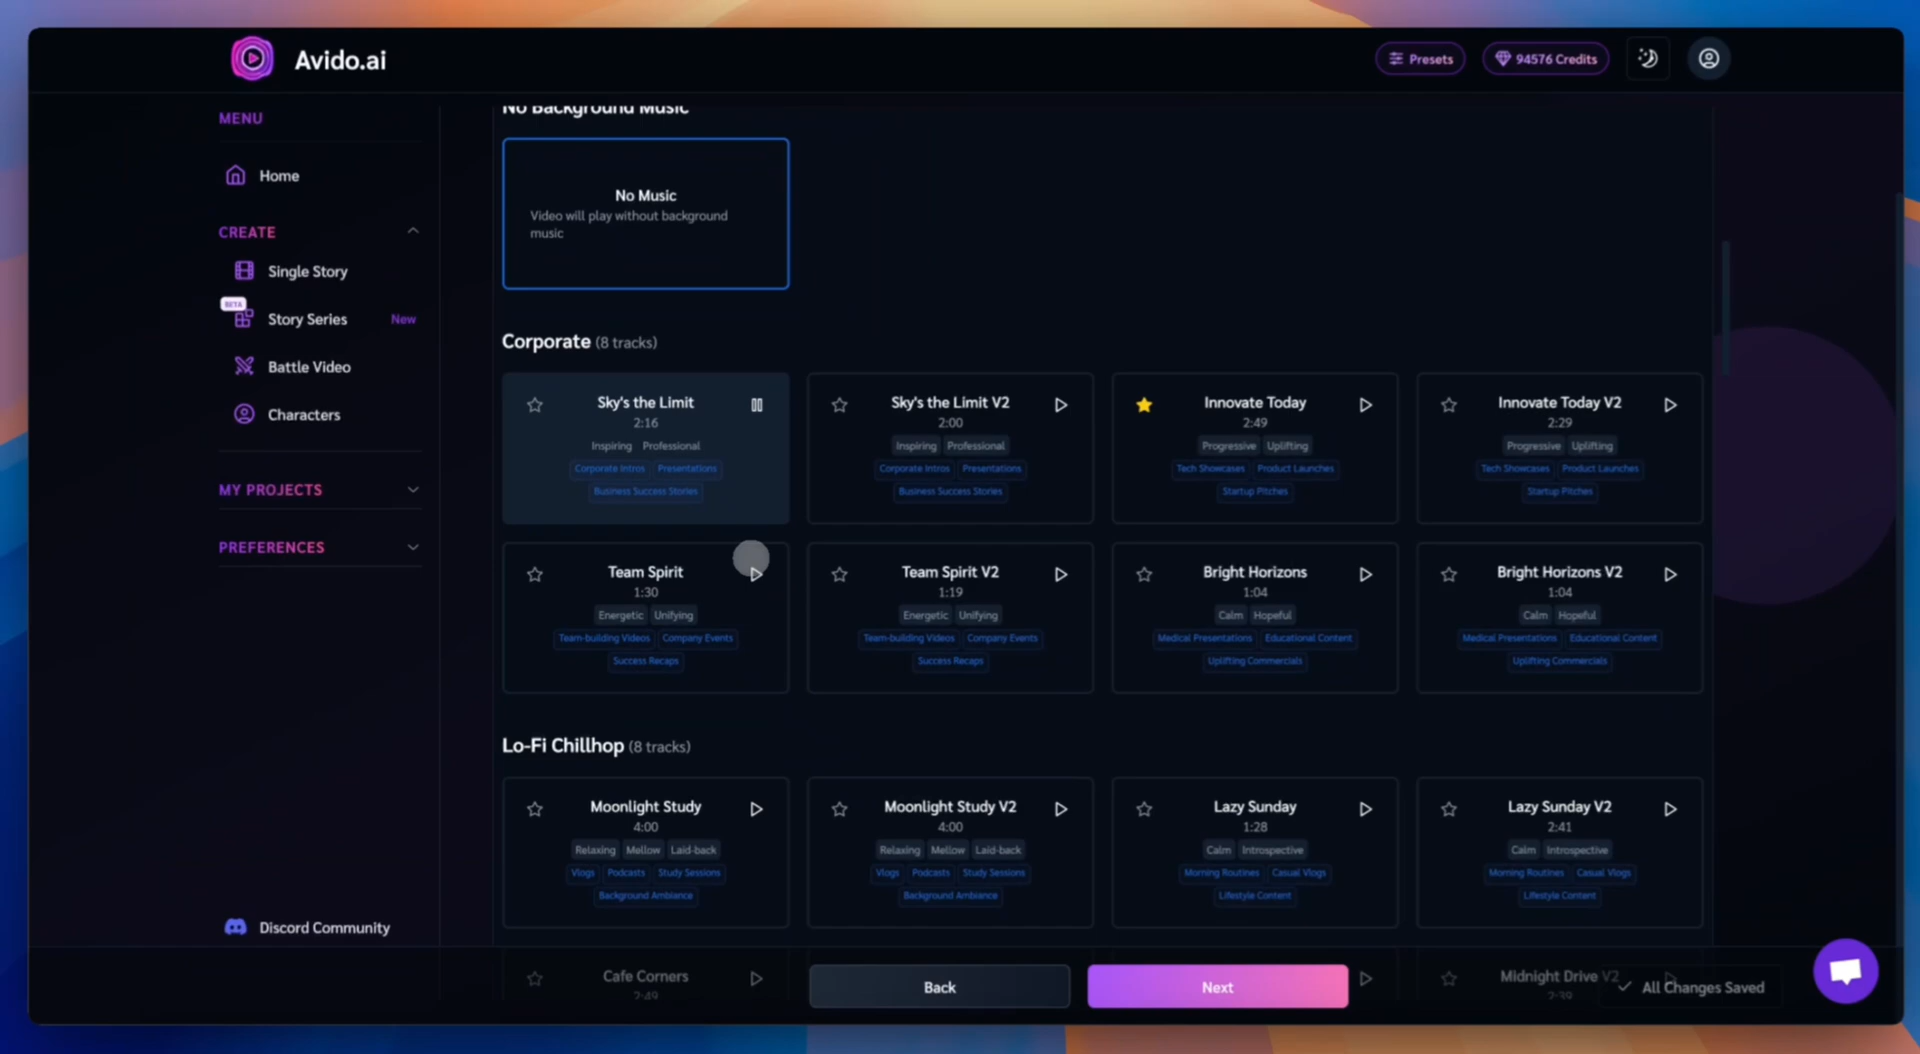 Avido.ai
Presets
94576 Credits
MENU
Home
CREATE
Single Story
BETA
Story Series New
Battle Video
Characters
MY PROJECTS
PREFERENCES
Discord Community
No Background Music
No Music
Video will play without background
music
Corporate (8 tracks)
Sky's the Limit
2:16
Inspiring Professional
Corporate Intros Presentations
Business Success Stories
Sky's the Limit V2
2:00
Inspiring Professional
Corporate Intros Presentations
Business Success Stories
Innovate Today
2:49
Progressive Uplifting
Tech Showcases Product Launches
Startup Pitches
Innovate Today V2
2:29
Progressive Uplifting
Tech Showcases Product Launches
Startup Pitches
Team Spirit
1:30
Energetic Unifying
Team-building Videos Company Events
Success Recaps
Team Spirit V2
1:19
Energetic Unifying
Team-building Videos Company Events
Success Recaps
Bright Horizons
1:04
Calm Hopeful
Medical Presentations Educational Content
Uplifting Commercials
Bright Horizons V2
1:04
Calm Hopeful
Medical Presentations Educational Content
Uplifting Commercials
Lo-Fi Chillhop (8 tracks)
Moonlight Study
4:00
Relaxing Mellow Laid-back
Vlogs Podcasts Study Sessions
Background Ambiance
Moonlight Study V2
4:00
Relaxing Mellow Laid-back
Vlogs Podcasts Study Sessions
Background Ambiance
Lazy Sunday
1:28
Calm Introspective
Morning Routines Casual Vlogs
Lifestyle Content
Lazy Sunday V2
2:41
Calm Introspective
Morning Routines Casual Vlogs
Lifestyle Content
Cafe Corners
2:49
Midnight Drive V2
2:39
Back
Next
All Changes Saved